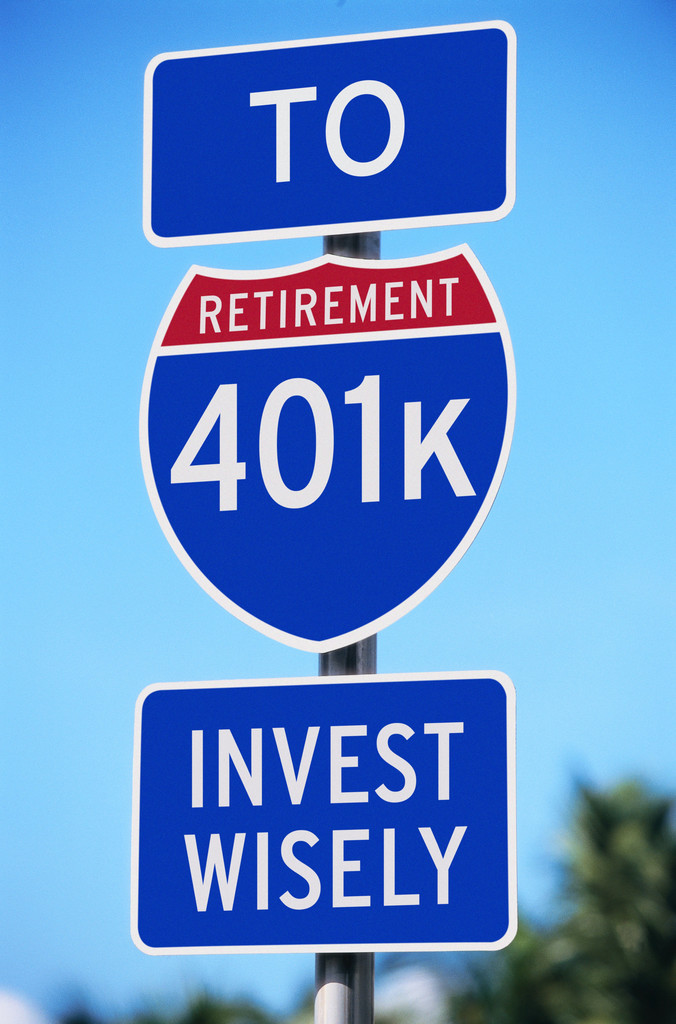 TO
RETIREMENT
401K
INVEST
WISELY